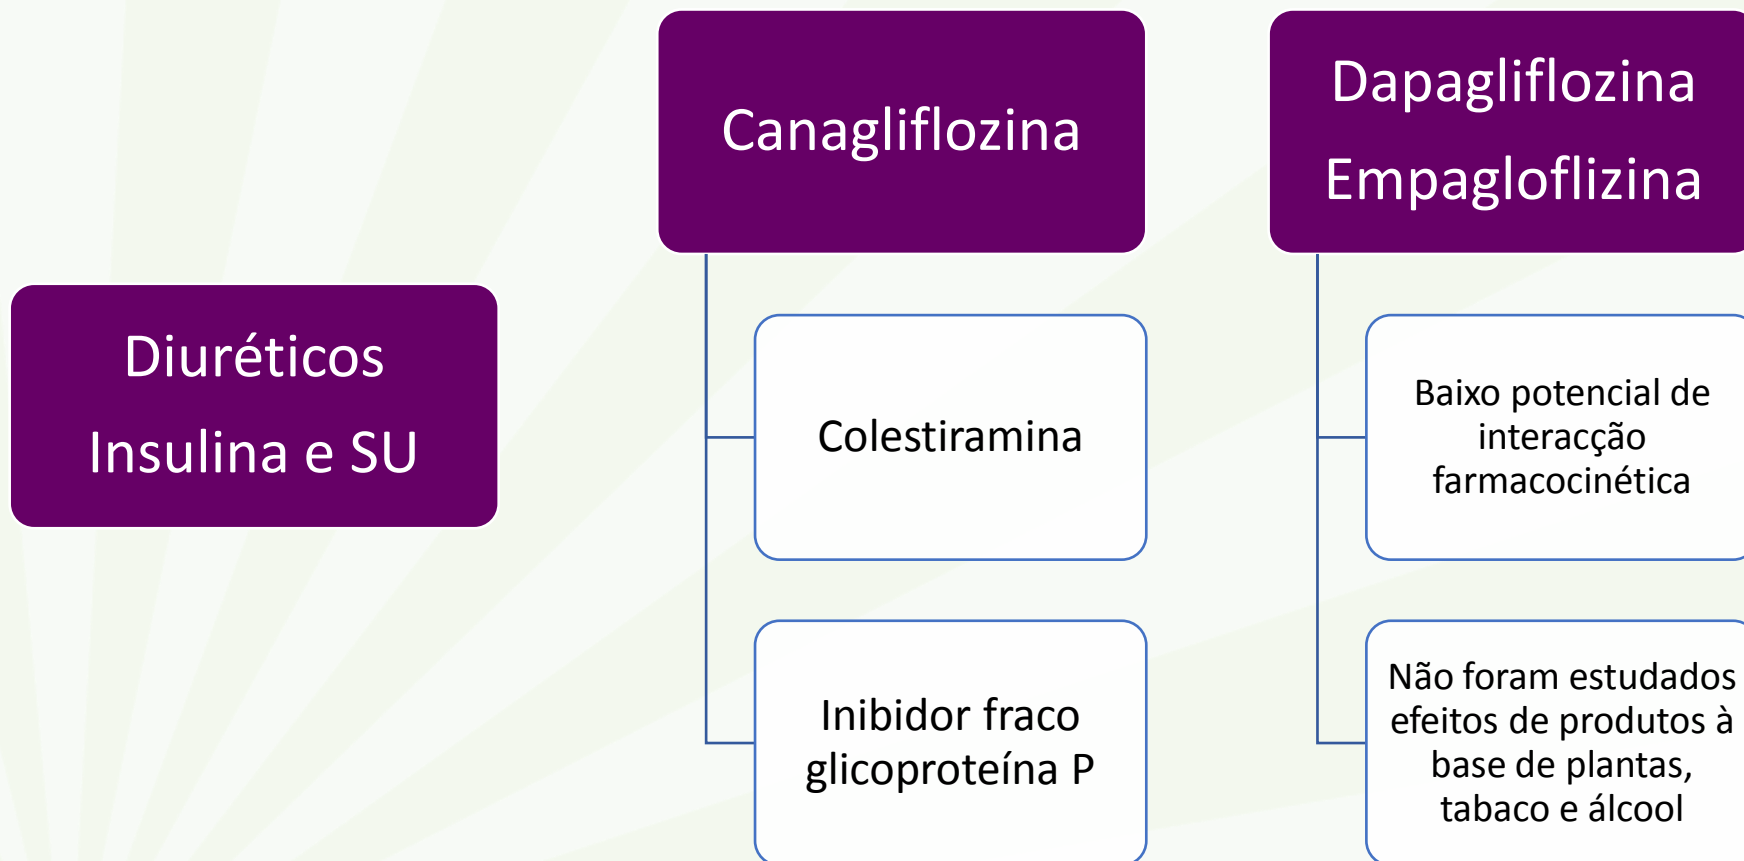 Diuréticos
Insulina e SU
Canagliflozina
Colestiramina
Inibidor fraco
glicoproteína P
Dapagliflozina
Empagloflizina
Baixo potencial de
interacção
farmacocinética
Não foram estudados
efeitos de produtos à
base de plantas,
tabaco e álcool